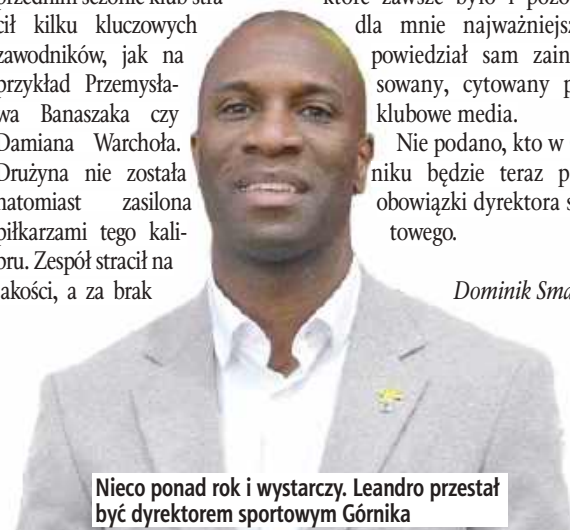 cił kilku kluczowych
zawodników, jak na
przykład Przemysła-
wa Banaszaka czy
Damiana Warchoła.
Drużyna nie została
natomiast zasilona
piłkarzami tego kali-
bru. Zespół stracił na
jakości, a za brak
dla mnie najważniejsz
powiedział sam zain
sowany, cytowany p
klubowe media.
Nie podano, kto w
niku będzie teraz p
obowiązki dyrektora s
towego.
Dominik Sma
Nieco ponad rok i wystarczy. Leandro przestał
być dyrektorem sportowym Górnika